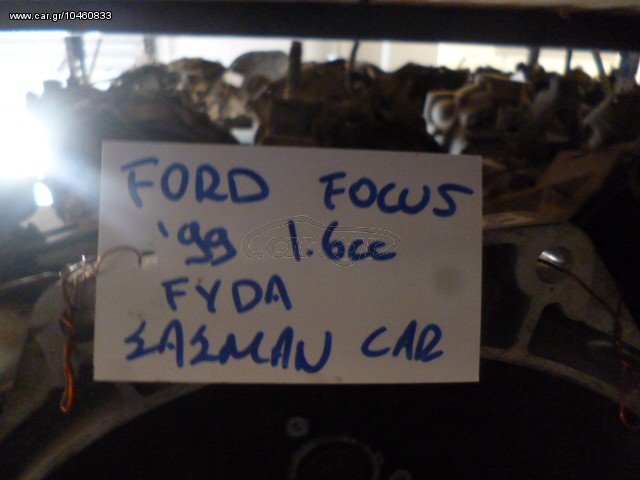 www.car.gr/10460833
FORD FOCUS
'99 1.6cc
FYDA
ΣΑΣΜΑΝ CAR